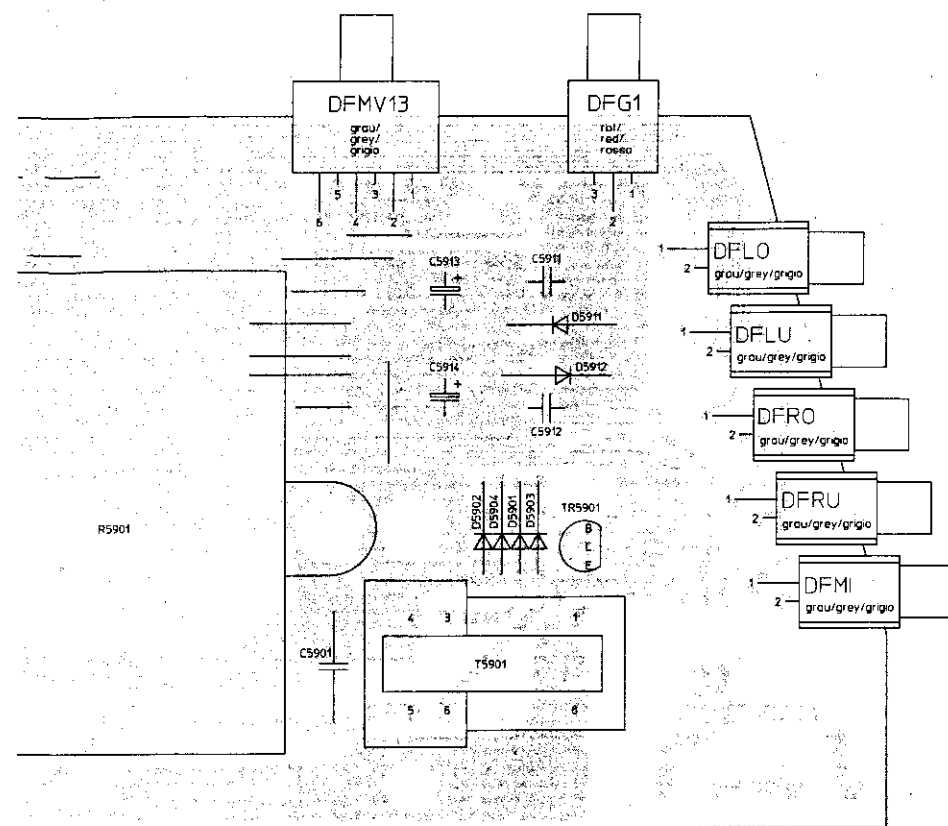 DFMV13
grau/
grey/
grigio
5 3 1
6 4 2
DFG1
rot/
red/
rosso
3 1
2
DFLO
grau/grey/grigio
1
2
DFLU
grau/grey/grigio
1
2
DFRO
grau/grey/grigio
1
2
DFRU
grau/grey/grigio
1
2
DFMI
grau/grey/grigio
1
2
C5913
+
C5911
D5911
C5914
+
D5912
C5912
R5901
D5902
D5904
D5901
D5903
TR5901
B
C
E
C5901
4 3 1
T5901
5 6 8